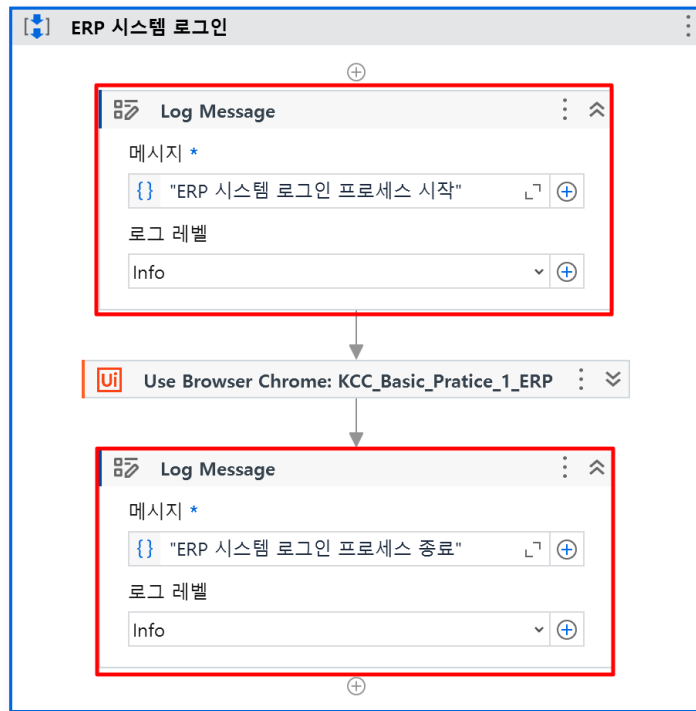 ERP 시스템 로그인
Log Message
메시지 *
{} "ERP 시스템 로그인 프로세스 시작"
로그 레벨
Info
Ui Use Browser Chrome: KCC_Basic_Pratice_1_ERP
Log Message
메시지 *
{} "ERP 시스템 로그인 프로세스 종료"
로그 레벨
Info